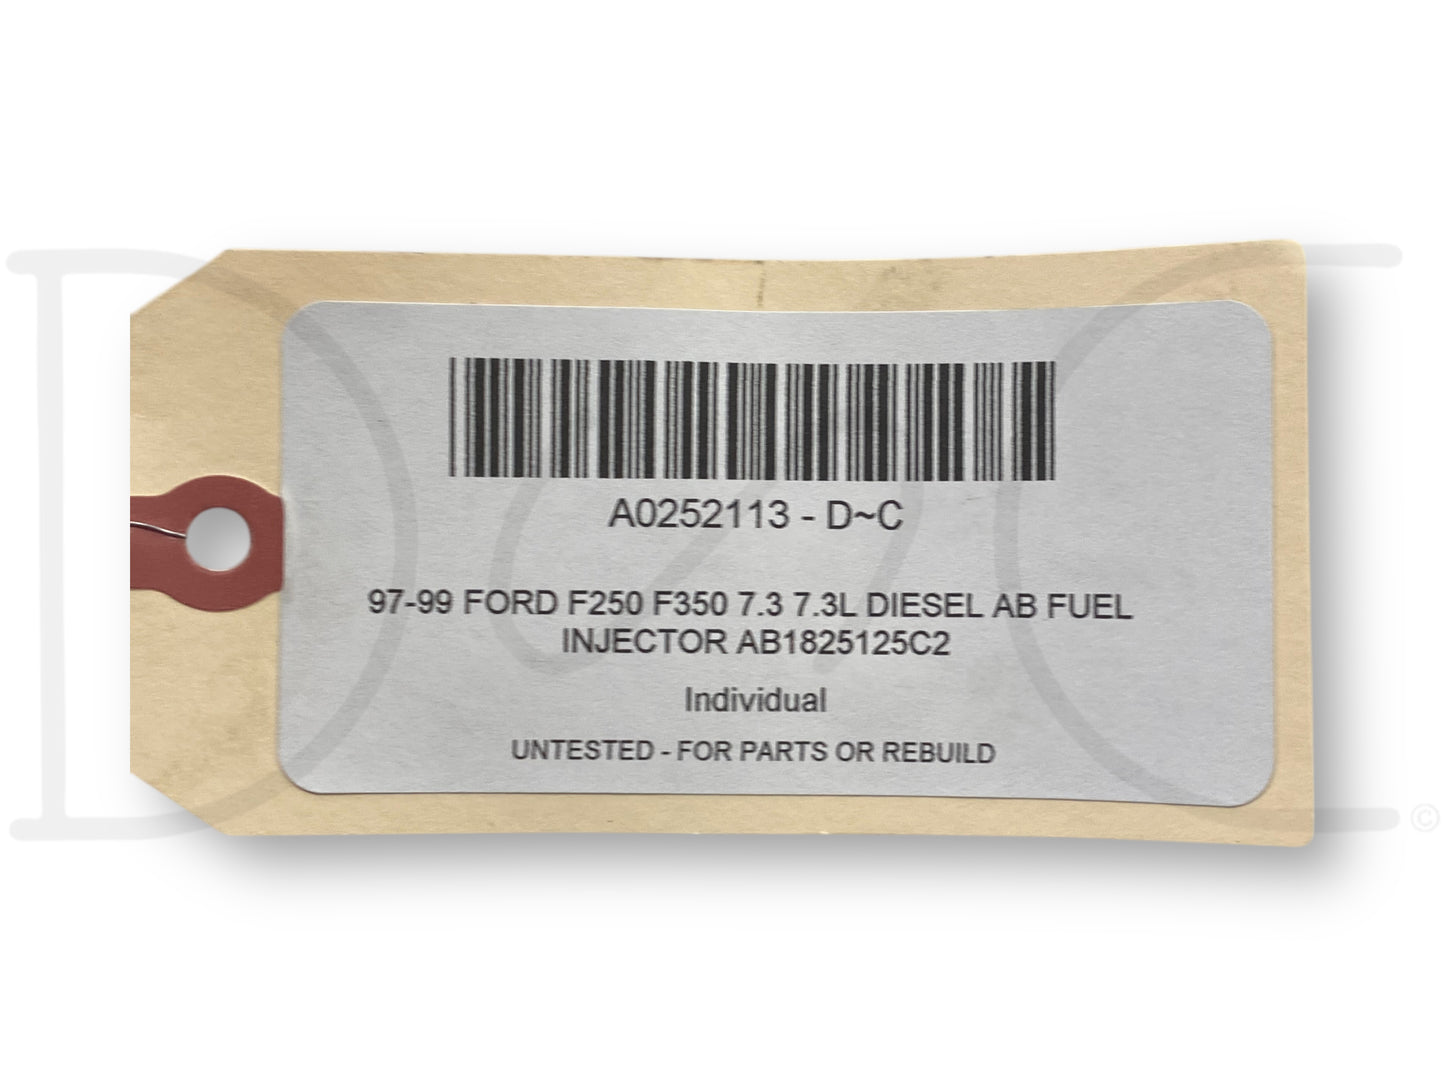 A0252113 - D~C
97-99 FORD F250 F350 7.3 7.3L DIESEL AB FUEL
INJECTOR AB1825125C2
Individual
UNTESTED - FOR PARTS OR REBUILD
D~C
©